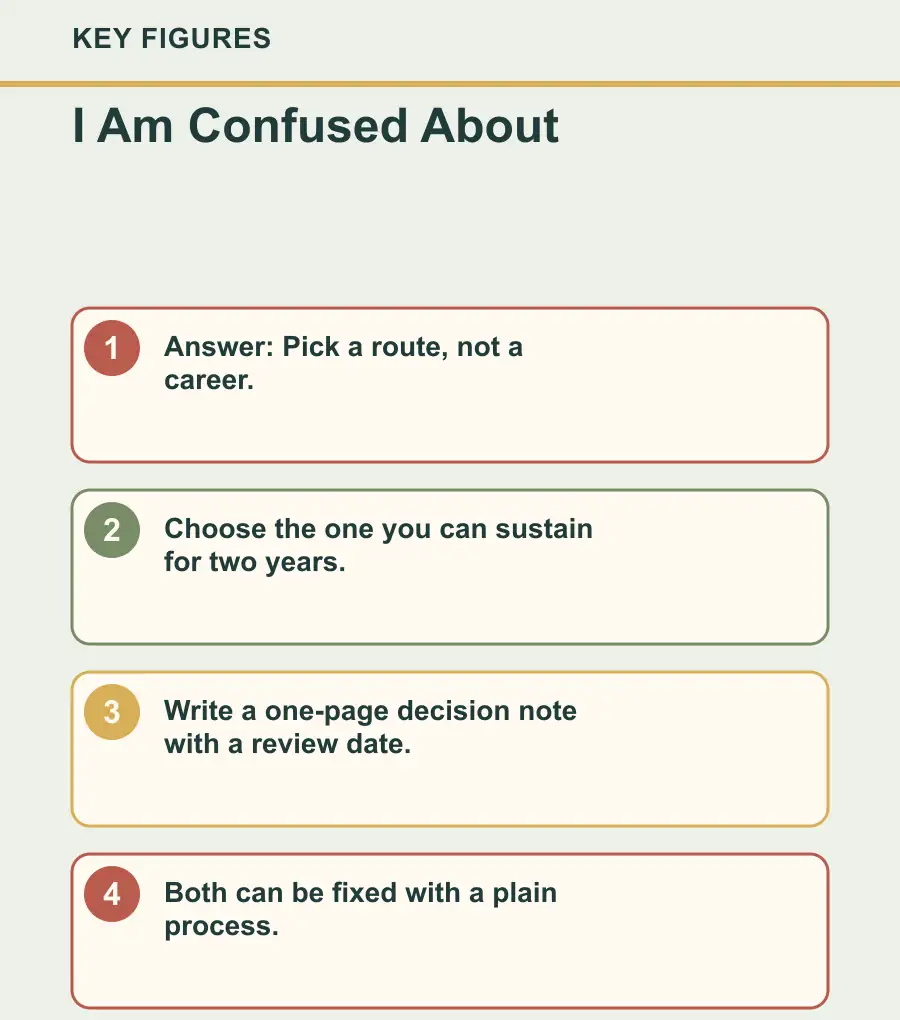 KEY FIGURES
I Am Confused About
1
Answer: Pick a route, not a
career.
2
Choose the one you can sustain
for two years.
3
Write a one-page decision note
with a review date.
4
Both can be fixed with a plain
process.